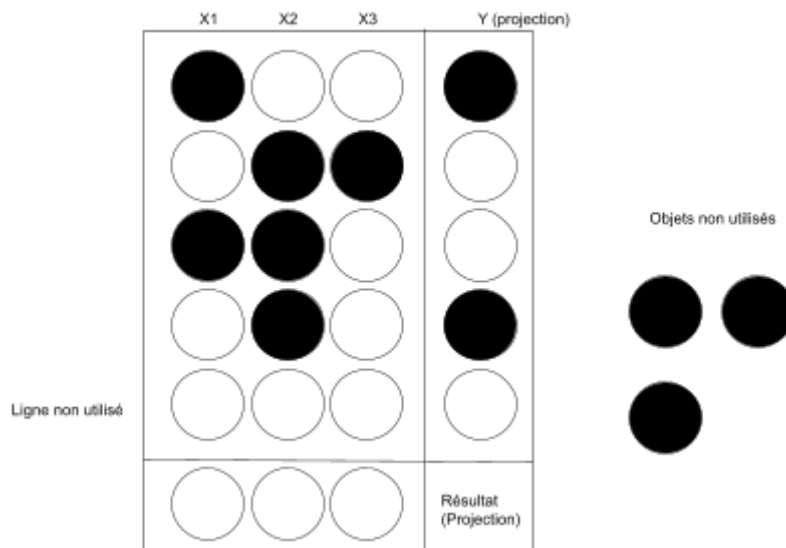 X1 X2 X3 Y (projection)
Objets non utilisés
Ligne non utilisé
Résultat
(Projection)